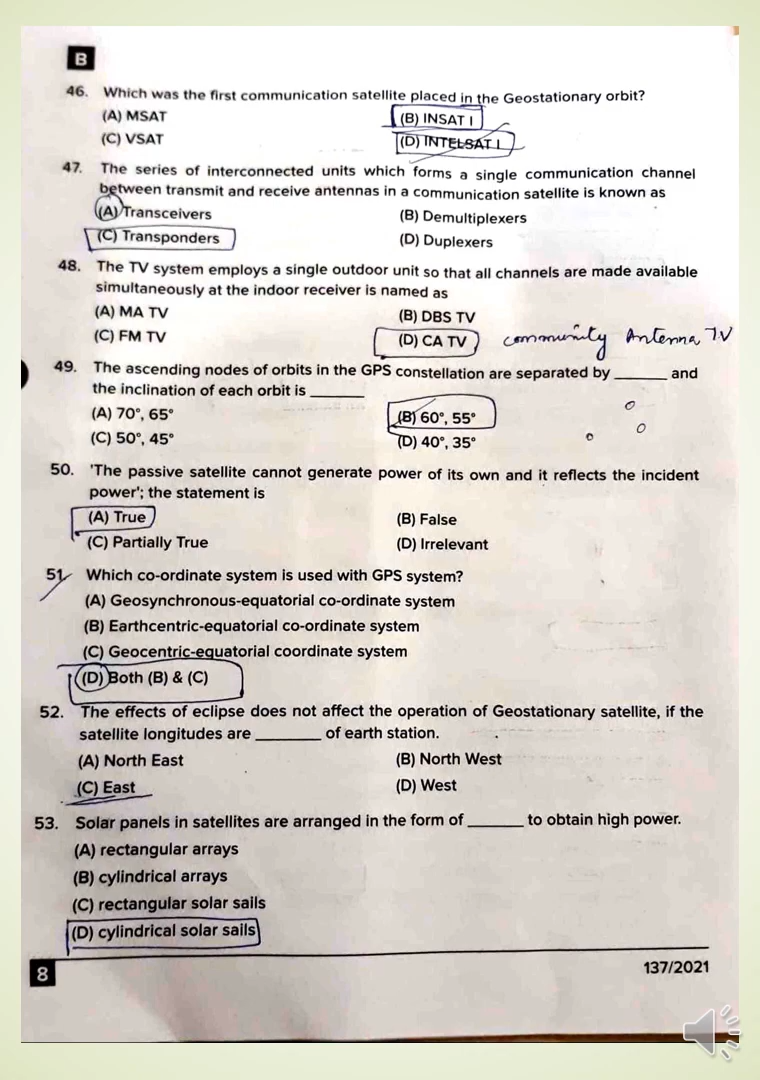 B
46. Which was the first communication satellite placed in the Geostationary orbit?
(A) MSAT (B) INSAT I
(C) VSAT (D) INTELSAT I
47. The series of interconnected units which forms a single communication channel
between transmit and receive antennas in a communication satellite is known as
(A) Transceivers (B) Demultiplexers
(C) Transponders (D) Duplexers
48. The TV system employs a single outdoor unit so that all channels are made available
simultaneously at the indoor receiver is named as
(A) MA TV (B) DBS TV
(C) FM TV (D) CA TV community Antenna T.V
49. The ascending nodes of orbits in the GPS constellation are separated by ______ and
the inclination of each orbit is ______
(A) 70°, 65° (B) 60°, 55°
(C) 50°, 45° (D) 40°, 35°
50. 'The passive satellite cannot generate power of its own and it reflects the incident
power'; the statement is
(A) True (B) False
(C) Partially True (D) Irrelevant
51. Which co-ordinate system is used with GPS system?
(A) Geosynchronous-equatorial co-ordinate system
(B) Earthcentric-equatorial co-ordinate system
(C) Geocentric-equatorial coordinate system
(D) Both (B) & (C)
52. The effects of eclipse does not affect the operation of Geostationary satellite, if the
satellite longitudes are ______ of earth station.
(A) North East (B) North West
(C) East (D) West
53. Solar panels in satellites are arranged in the form of ______ to obtain high power.
(A) rectangular arrays
(B) cylindrical arrays
(C) rectangular solar sails
(D) cylindrical solar sails
8 137/2021